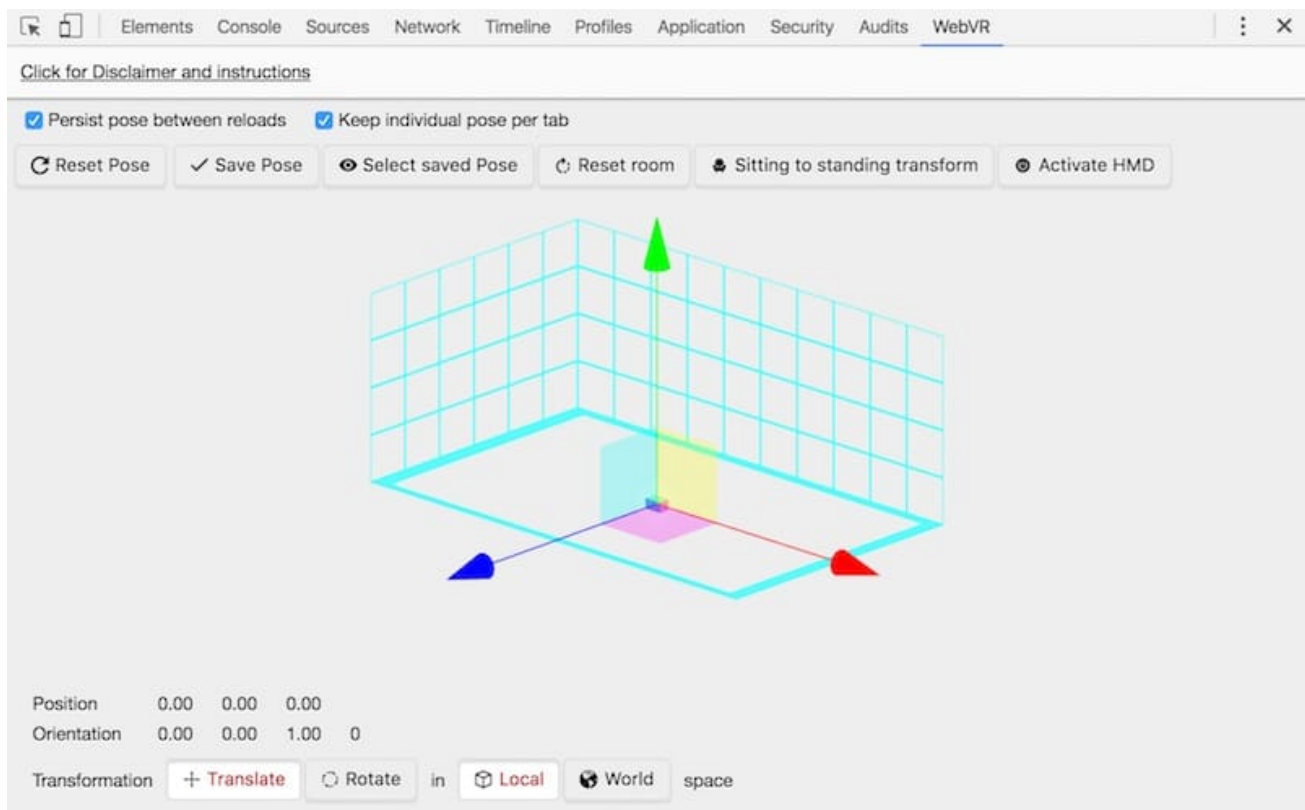 Elements Console Sources Network Timeline Profiles Application Security Audits WebVR
Click for Disclaimer and instructions
Persist pose between reloads Keep individual pose per tab
Reset Pose Save Pose Select saved Pose Reset room Sitting to standing transform Activate HMD
Position 0.00 0.00 0.00
Orientation 0.00 0.00 1.00 0
Transformation Translate Rotate in Local World space